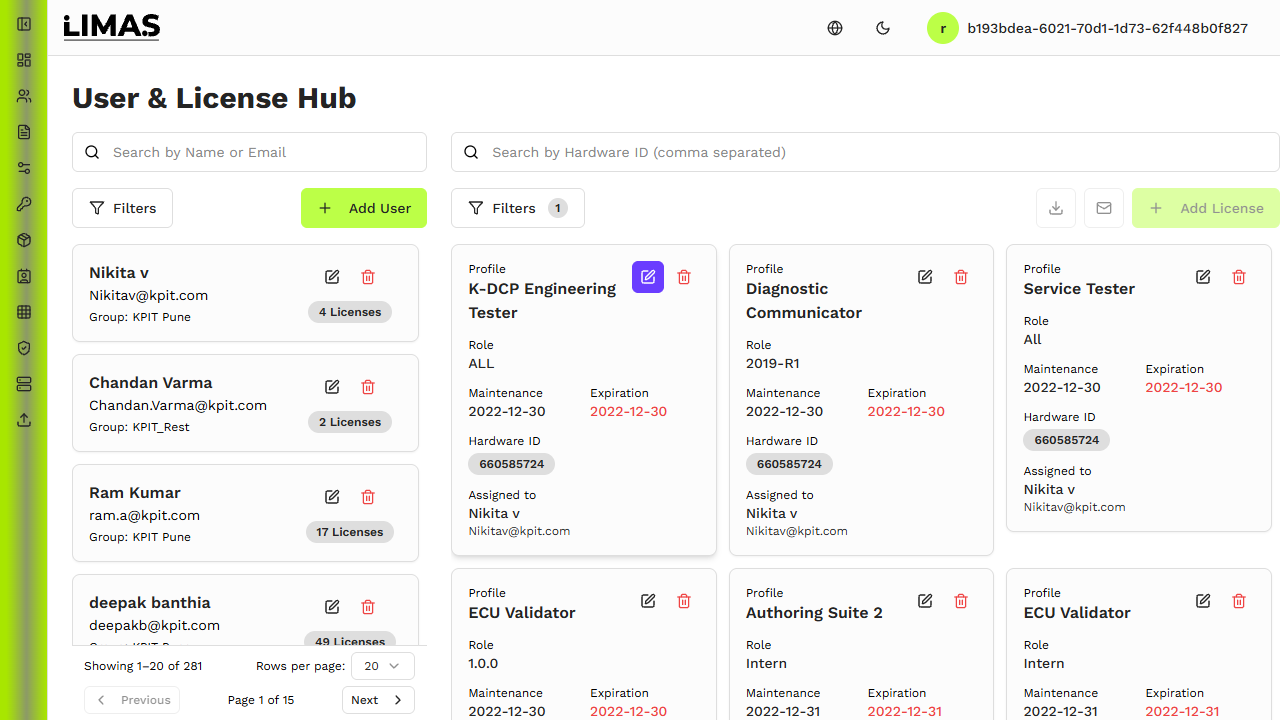 LIMAS
r
b193bdea-6021-70d1-1d73-62f448b0f827
User & License Hub
Search by Name or Email
Filters
Add User
Nikita v
Nikitav@kpit.com
Group: KPIT Pune
4 Licenses
Chandan Varma
Chandan.Varma@kpit.com
Group: KPIT_Rest
2 Licenses
Ram Kumar
ram.a@kpit.com
Group: KPIT Pune
17 Licenses
deepak banthia
deepakb@kpit.com
49 Licenses
Showing 1–20 of 281
Rows per page:
20
Previous
Page 1 of 15
Next
Search by Hardware ID (comma separated)
Filters
1
Add License
Profile
K-DCP Engineering
Tester
Role
ALL
Maintenance
2022-12-30
Expiration
2022-12-30
Hardware ID
660585724
Assigned to
Nikita v
Nikitav@kpit.com
Profile
Diagnostic
Communicator
Role
2019-R1
Maintenance
2022-12-30
Expiration
2022-12-30
Hardware ID
660585724
Assigned to
Nikita v
Nikitav@kpit.com
Profile
Service Tester
Role
All
Maintenance
2022-12-30
Expiration
2022-12-30
Hardware ID
660585724
Assigned to
Nikita v
Nikitav@kpit.com
Profile
ECU Validator
Role
1.0.0
Maintenance
2022-12-30
Expiration
2022-12-30
Profile
Authoring Suite 2
Role
Intern
Maintenance
2022-12-31
Expiration
2022-12-31
Profile
ECU Validator
Role
Intern
Maintenance
2022-12-31
Expiration
2022-12-31